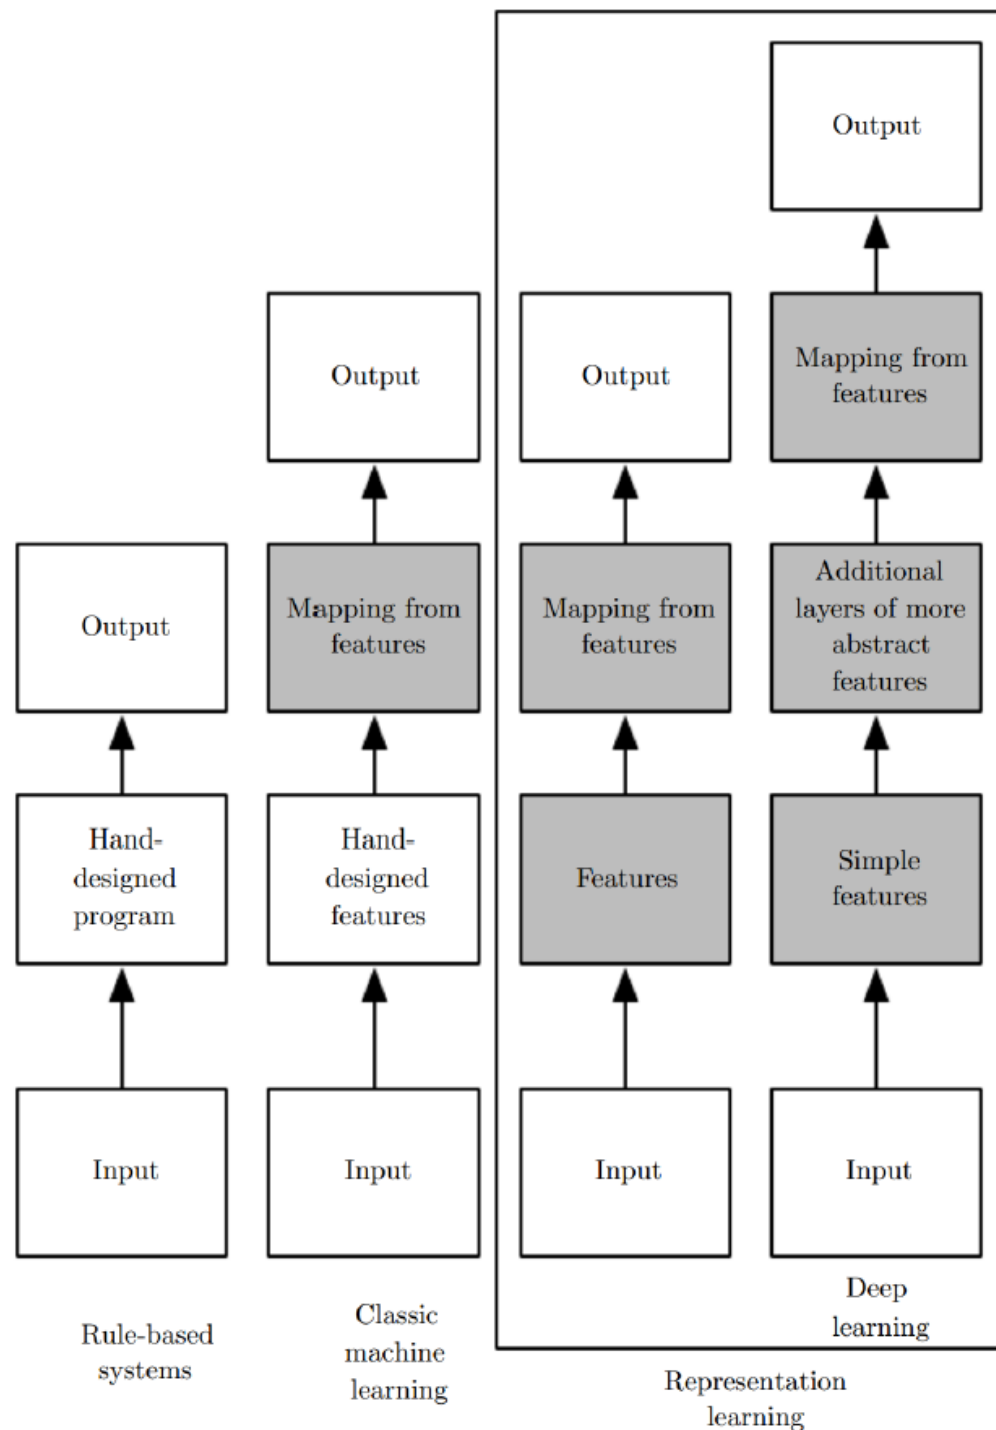 Output
Output
Output
Mapping from
features
Output
Mapping from
features
Mapping from
features
Additional
layers of more
abstract
features
Hand-
designed
program
Hand-
designed
features
Features
Simple
features
Input
Input
Input
Input
Rule-based
systems
Classic
machine
learning
Deep
learning
Representation
learning